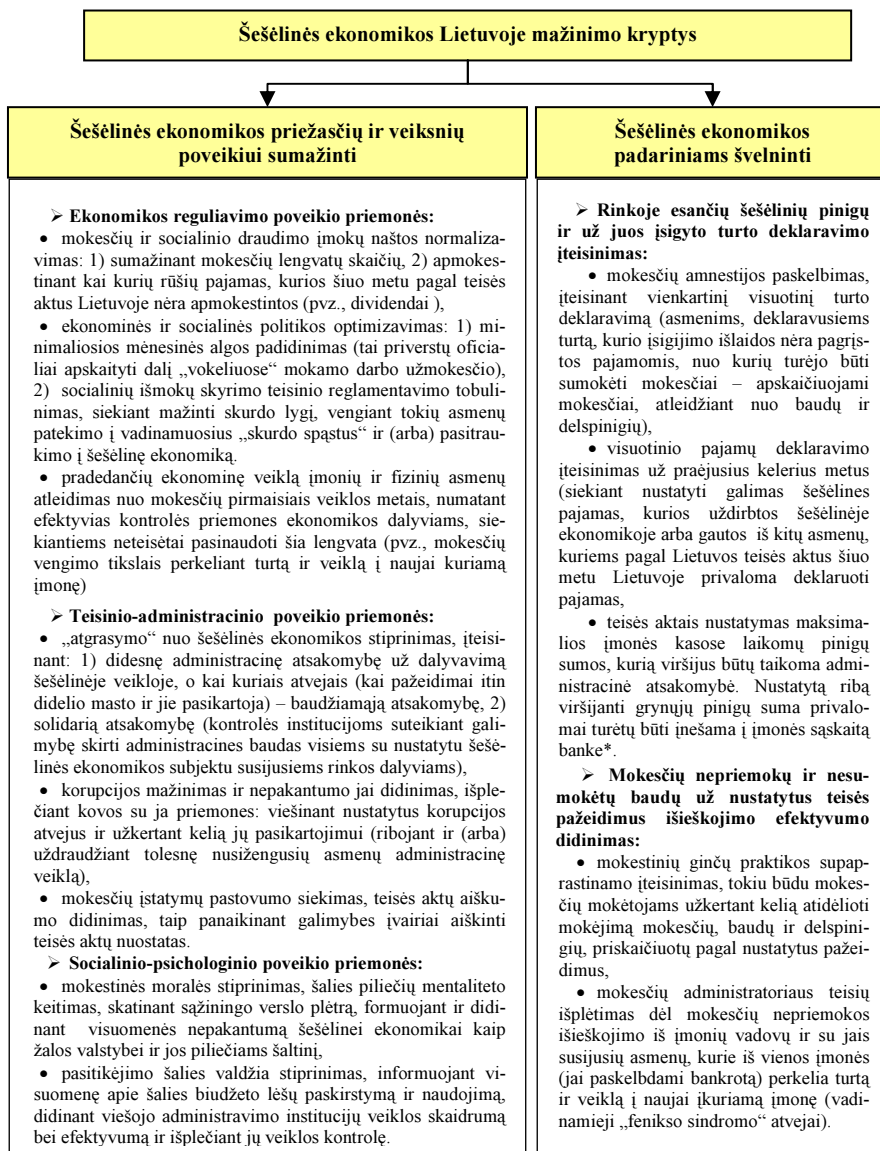 Šešėlinės ekonomikos Lietuvoje mažinimo kryptys
Šešėlinės ekonomikos priežasčių ir veiksnių
poveikiui sumažinti
➢ Ekonomikos reguliavimo poveikio priemonės:
• mokesčių ir socialinio draudimo įmokų naštos normaliza-
vimas: 1) sumažinant mokesčių lengvatų skaičių, 2) apmokes-
tinant kai kurių rūšių pajamas, kurios šiuo metu pagal teisės
aktus Lietuvoje nėra apmokestintos (pvz., dividendai ),
• ekonominės ir socialinės politikos optimizavimas: 1) mi-
nimaliosios mėnesinės algos padidinimas (tai priverstų oficia-
liai apskaityti dalį „vokeliuose“ mokamo darbo užmokesčio),
2) socialinių išmokų skyrimo teisinio reglamentavimo tobuli-
nimas, siekiant mažinti skurdo lygį, vengiant tokių asmenų
patekimo į vadinamuosius „skurdo spąstus“ ir (arba) pasitrau-
kimo į šešėlinę ekonomiką.
• pradedančių ekonominę veiklą įmonių ir fizinių asmenų
atleidimas nuo mokesčių pirmaisiais veiklos metais, numatant
efektyvias kontrolės priemones ekonomikos dalyviams, sie-
kiantiems neteisėtai pasinaudoti šia lengvata (pvz., mokesčių
vengimo tikslais perkeliant turtą ir veiklą į naujai kuriamą
įmonę)
➢ Teisinio-administracinio poveikio priemonės:
• „atgrasymo“ nuo šešėlinės ekonomikos stiprinimas, įteisi-
nant: 1) didesnę administracinę atsakomybę už dalyvavimą
šešėlinėje veikloje, o kai kuriais atvejais (kai pažeidimai itin
didelio masto ir jie pasikartoja) – baudžiamąją atsakomybę, 2)
solidarią atsakomybę (kontrolės institucijoms suteikiant gali-
mybę skirti administracines baudas visiems su nustatytu šešė-
linės ekonomikos subjektu susijusiems rinkos dalyviams),
• korupcijos mažinimas ir nepakantumo jai didinimas, išple-
čiant kovos su ja priemones: viešinant nustatytus korupcijos
atvejus ir užkertant kelią jų pasikartojimui (ribojant ir (arba)
uždraudžiant tolesnę nusižengusių asmenų administracinę
veiklą),
• mokesčių įstatymų pastovumo siekimas, teisės aktų aišku-
mo didinimas, taip panaikinant galimybes įvairiai aiškinti
teisės aktų nuostatas.
➢ Socialinio-psichologinio poveikio priemonės:
• mokestinės moralės stiprinimas, šalies piliečių mentaliteto
keitimas, skatinant sąžiningo verslo plėtrą, formuojant ir didi-
nant visuomenės nepakantumą šešėlinei ekonomikai kaip
žalos valstybei ir jos piliečiams šaltinį,
• pasitikėjimo šalies valdžia stiprinimas, informuojant vi-
suomenę apie šalies biudžeto lėšų paskirstymą ir naudojimą,
didinant viešojo administravimo institucijų veiklos skaidrumą
bei efektyvumą ir išplečiant jų veiklos kontrolę.
Šešėlinės ekonomikos
padariniams švelninti
➢ Rinkoje esančių šešėlinių pinigų
ir už juos įsigyto turto deklaravimo
įteisinimas:
• mokesčių amnestijos paskelbimas,
įteisinant vienkartinį visuotinį turto
deklaravimą (asmenims, deklaravusiems
turtą, kurio įsigijimo išlaidos nėra pagrįs-
tos pajamomis, nuo kurių turėjo būti
sumokėti mokesčiai – apskaičiuojami
mokesčiai, atleidžiant nuo baudų ir
delspinigių),
• visuotinio pajamų deklaravimo
įteisinimas už praėjusius kelerius metus
(siekiant nustatyti galimas šešėlines
pajamas, kurios uždirbtos šešėlinėje
ekonomikoje arba gautos iš kitų asmenų,
kuriems pagal Lietuvos teisės aktus šiuo
metu Lietuvoje privaloma deklaruoti
pajamas,
• teisės aktais nustatymas maksima-
lios įmonės kasose laikomų pinigų
sumos, kurią viršijus būtų taikoma admi-
nistracinė atsakomybė. Nustatytą ribą
viršijanti grynųjų pinigų suma privalo-
mai turėtų būti įnešama į įmonės sąskaitą
banke*.
➢ Mokesčių nepriemokų ir nesu-
mokėtų baudų už nustatytus teisės
pažeidimus išieškojimo efektyvumo
didinimas:
• mokestinių ginčų praktikos supap-
rastinamo įteisinimas, tokiu būdu mokes-
čių mokėtojams užkertant kelią atidėlioti
mokėjimą mokesčių, baudų ir delspini-
gių, priskaičiuotų pagal nustatytus pažei-
dimus,
• mokesčių administratoriaus teisių
išplėtimas dėl mokesčių nepriemokos
išieškojimo iš įmonių vadovų ir su jais
susijusių asmenų, kurie iš vienos įmonės
(jai paskelbdami bankrotą) perkelia turtą
ir veiklą į naujai įkuriamą įmonę (vadi-
namieji „fenikso sindromo“ atvejai).